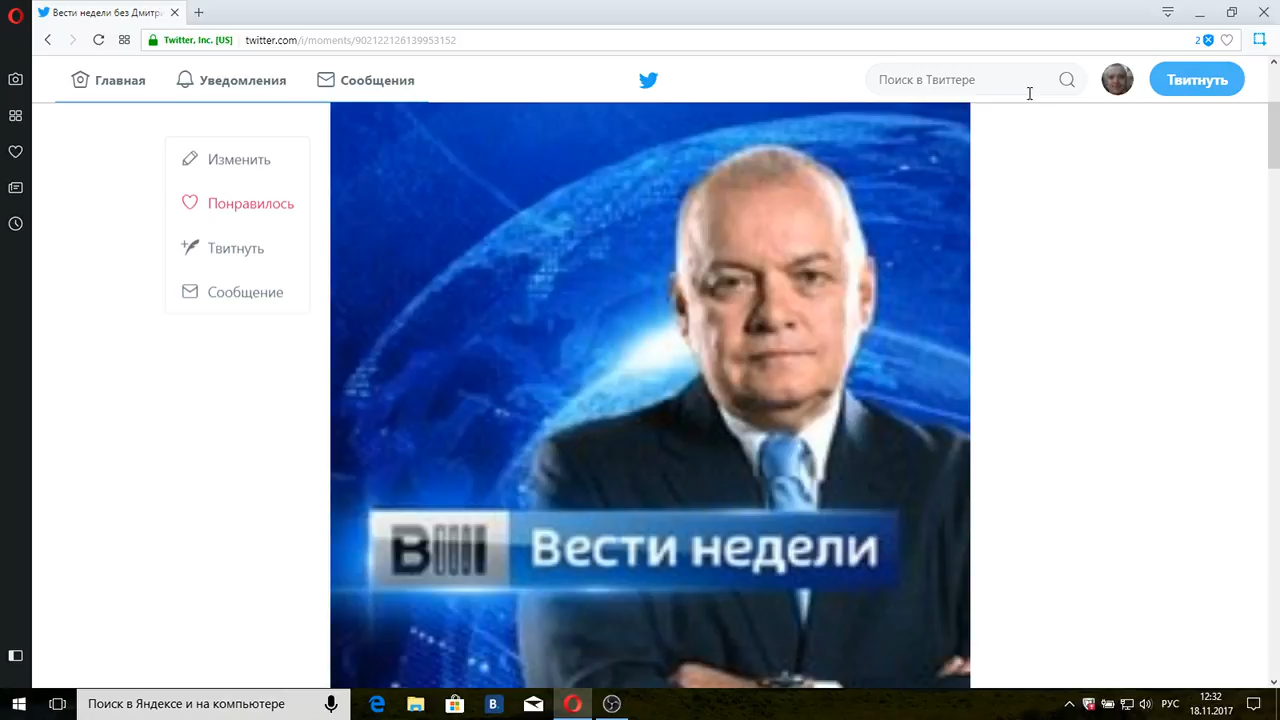 Вести недели без Дмитр
Twitter, Inc. [US]
twitter.com/i/moments/902122126139953152
2
Главная
Уведомления
Сообщения
Поиск в Твиттере
Твитнуть
Изменить
Понравилось
Твитнуть
Сообщение
Вести недели
Поиск в Яндексе и на компьютере
B
РУС
12:32
18.11.2017